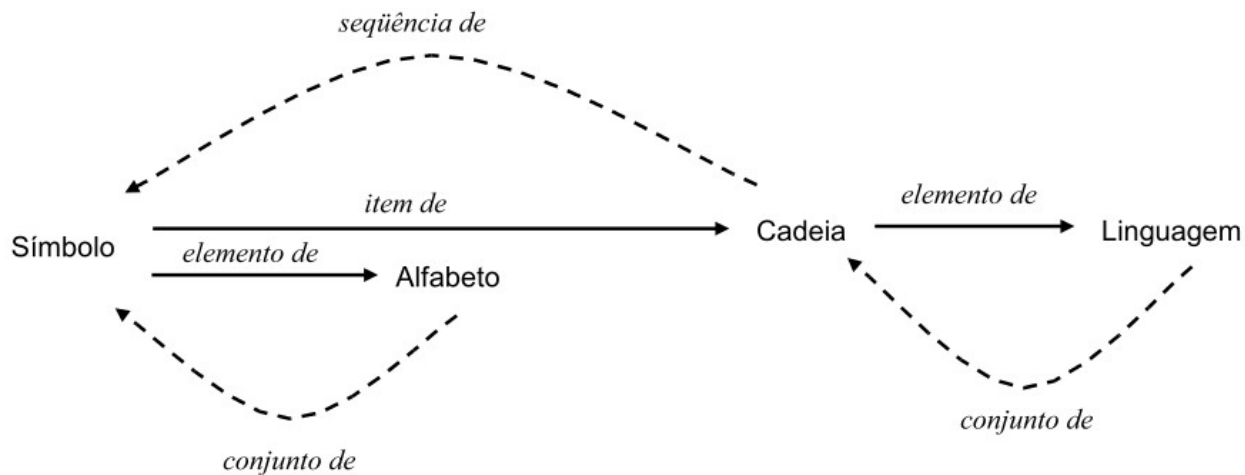 seqüência de
item de
elemento de
Símbolo
elemento de
Cadeia
Linguagem
Alfabeto
conjunto de
conjunto de